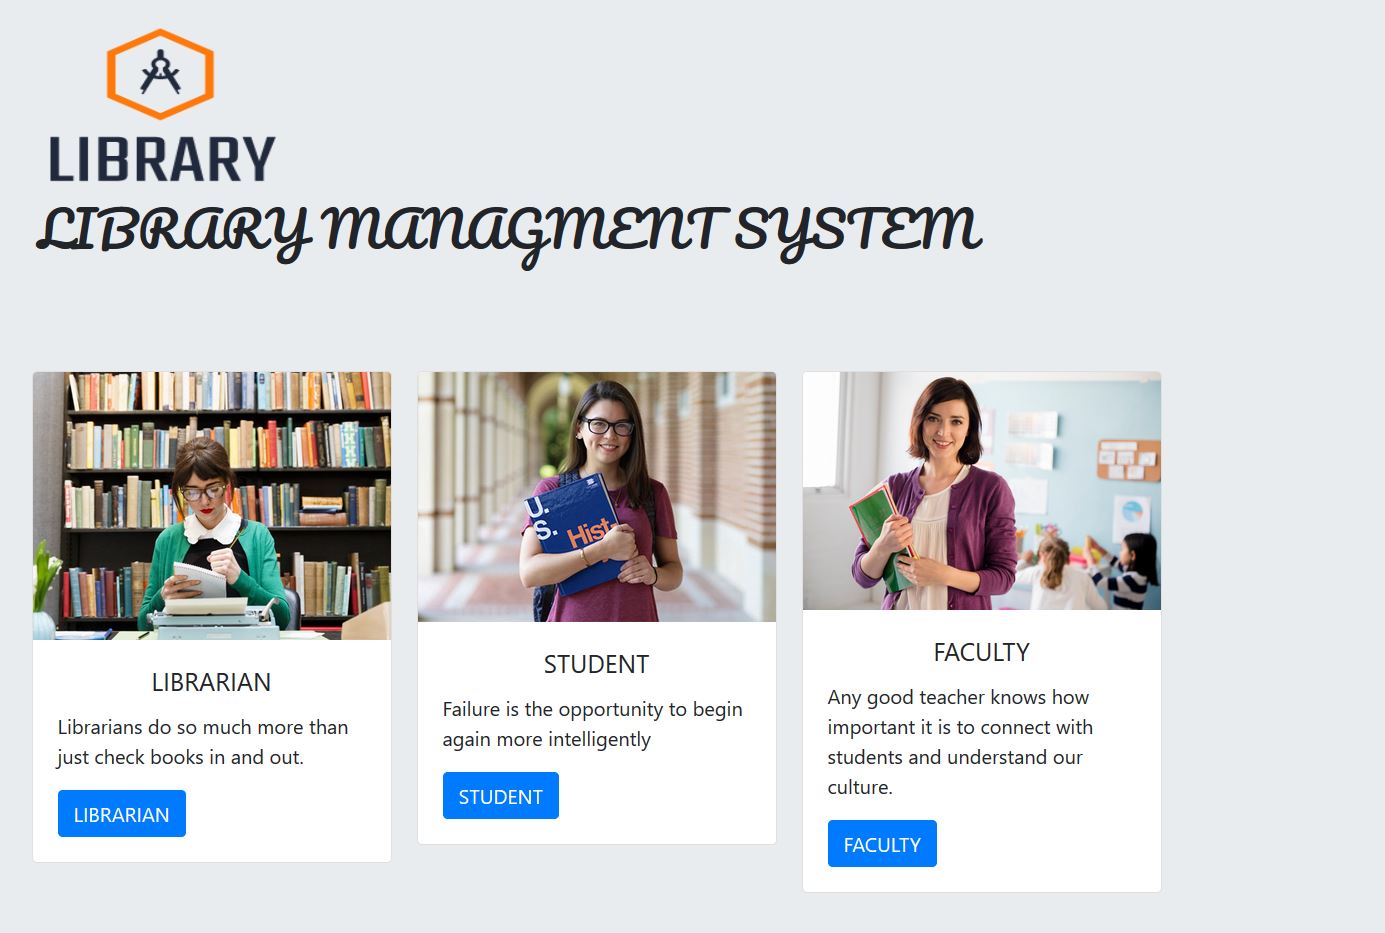 LIBRARY
LIBRARY MANAGMENT SYSTEM
U.
S.
Hist
LIBRARIAN
Librarians do so much more than
just check books in and out.
LIBRARIAN
STUDENT
Failure is the opportunity to begin
again more intelligently
STUDENT
FACULTY
Any good teacher knows how
important it is to connect with
students and understand our
culture.
FACULTY